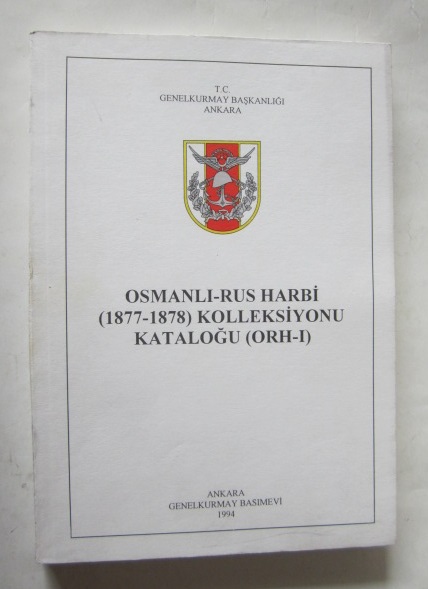 T.C.
GENELKURMAY BAŞKANLIĞI
ANKARA
OSMANLI-RUS HARBİ
(1877-1878) KOLLEKSİYONU
KATALOĞU (ORH-I)
ANKARA
GENELKURMAY BASIMEVİ
1994